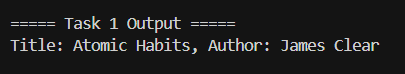 ===== Task 1 Output =====
Title: Atomic Habits, Author: James Clear